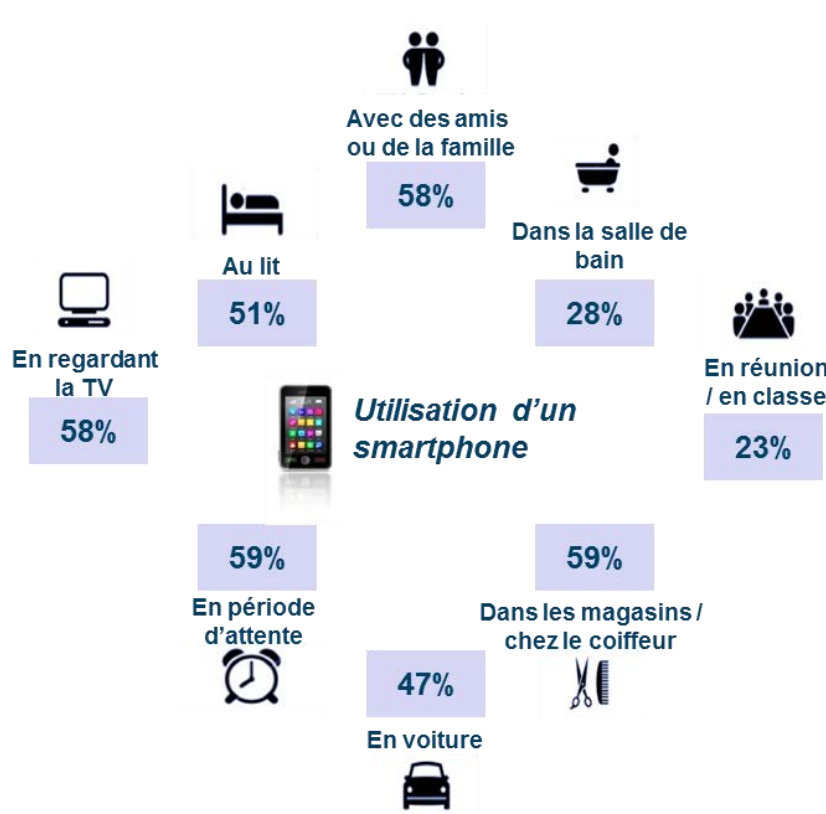 Avec des amis
ou de la famille
58%
Dans la salle de
bain
28%
Au lit
51%
En regardant
la TV
58%
En réunion
/ en classe
23%
Utilisation d’un
smartphone
59%
En période
d’attente
59%
Dans les magasins /
chez le coiffeur
47%
En voiture